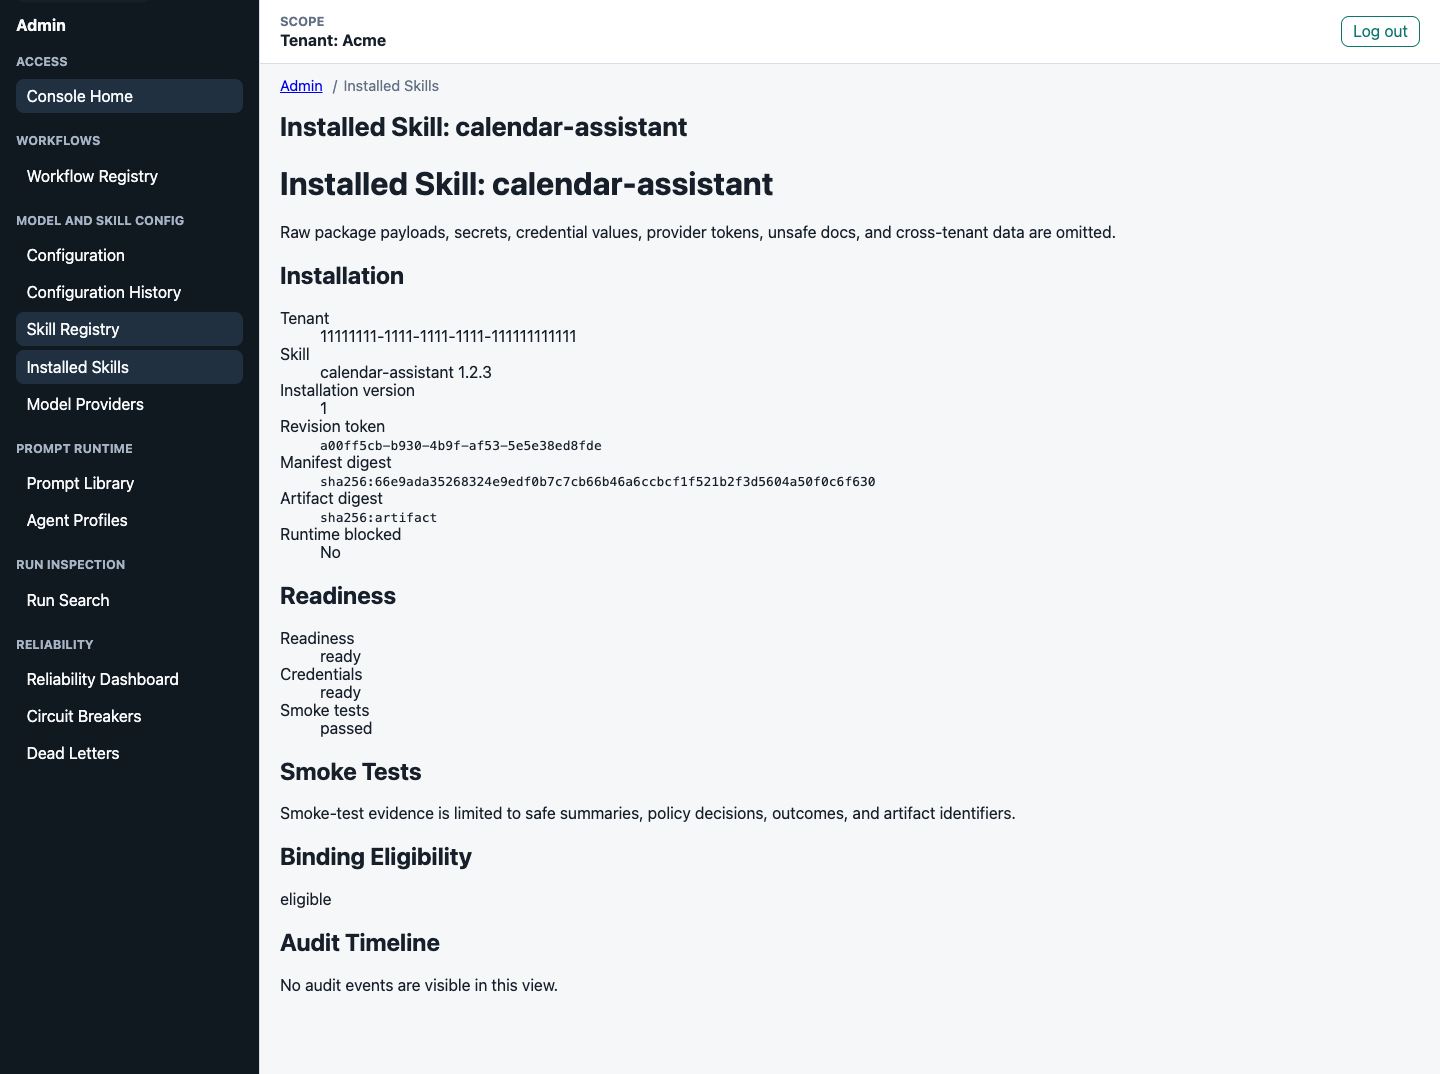 Admin
ACCESS
Console Home
WORKFLOWS
Workflow Registry
MODEL AND SKILL CONFIG
Configuration
Configuration History
Skill Registry
Installed Skills
Model Providers
PROMPT RUNTIME
Prompt Library
Agent Profiles
RUN INSPECTION
Run Search
RELIABILITY
Reliability Dashboard
Circuit Breakers
Dead Letters
SCOPE
Tenant: Acme
Log out
Admin / Installed Skills
Installed Skill: calendar-assistant
Installed Skill: calendar-assistant
Raw package payloads, secrets, credential values, provider tokens, unsafe docs, and cross-tenant data are omitted.
Installation
Tenant
11111111-1111-1111-1111-111111111111
Skill
calendar-assistant 1.2.3
Installation version
1
Revision token
a00ff5cb-b930-4b9f-af53-5e5e38ed8fde
Manifest digest
sha256:66e9ada35268324e9edf0b7c7cb66b46a6ccbcf1f521b2f3d5604a50f0c6f630
Artifact digest
sha256:artifact
Runtime blocked
No
Readiness
Readiness
ready
Credentials
ready
Smoke tests
passed
Smoke Tests
Smoke-test evidence is limited to safe summaries, policy decisions, outcomes, and artifact identifiers.
Binding Eligibility
eligible
Audit Timeline
No audit events are visible in this view.